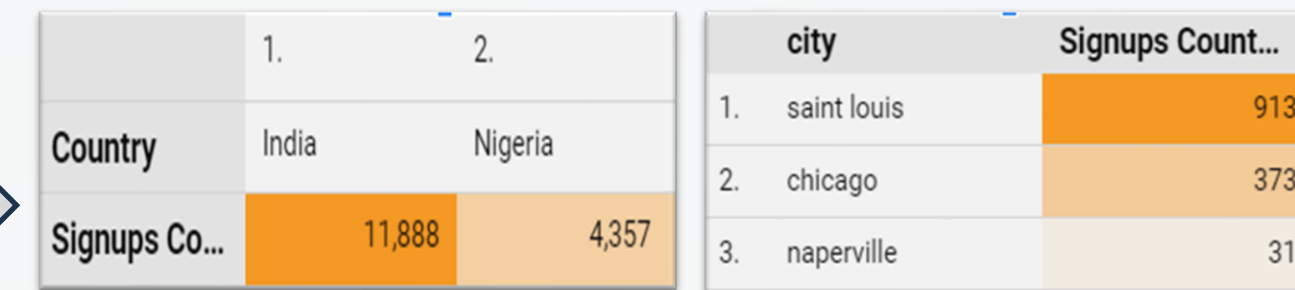 1. 2.
Country India Nigeria
Signups Co... 11,888 4,357
city Signups Count...
1. saint louis 913
2. chicago 373
3. naperville 31